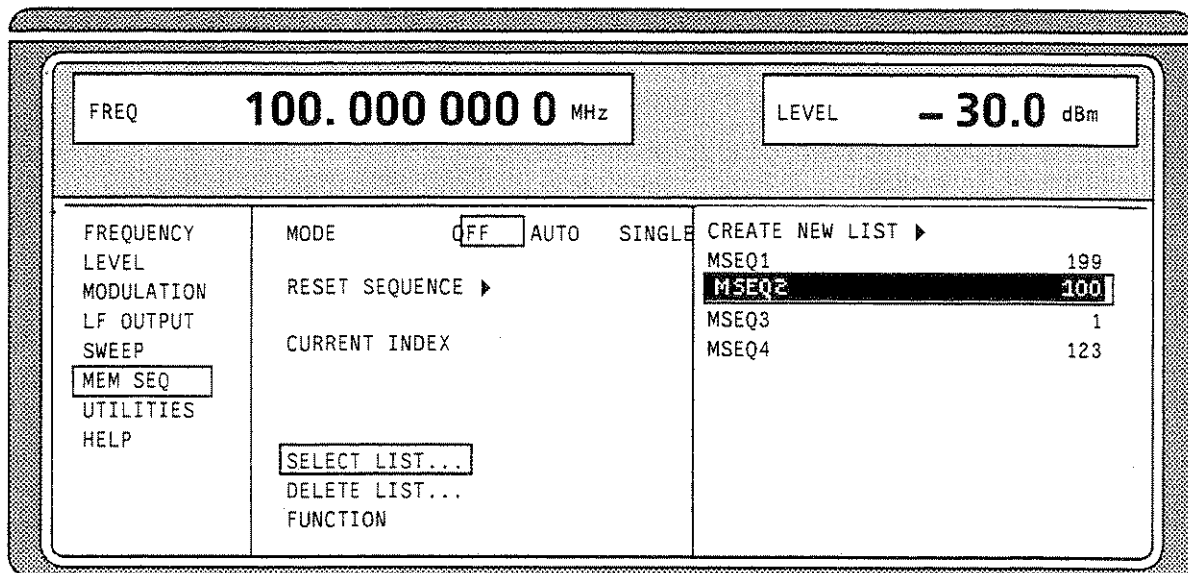 FREQ 100. 000 000 0 MHz
LEVEL – 30.0 dBm
FREQUENCY
LEVEL
MODULATION
LF OUTPUT
SWEEP
MEM SEQ
UTILITIES
HELP
MODE OFF AUTO SINGLE
RESET SEQUENCE ▶
CURRENT INDEX
SELECT LIST...
DELETE LIST...
FUNCTION
CREATE NEW LIST ▶
MSEQ1 199
MSEQ2 100
MSEQ3 1
MSEQ4 123